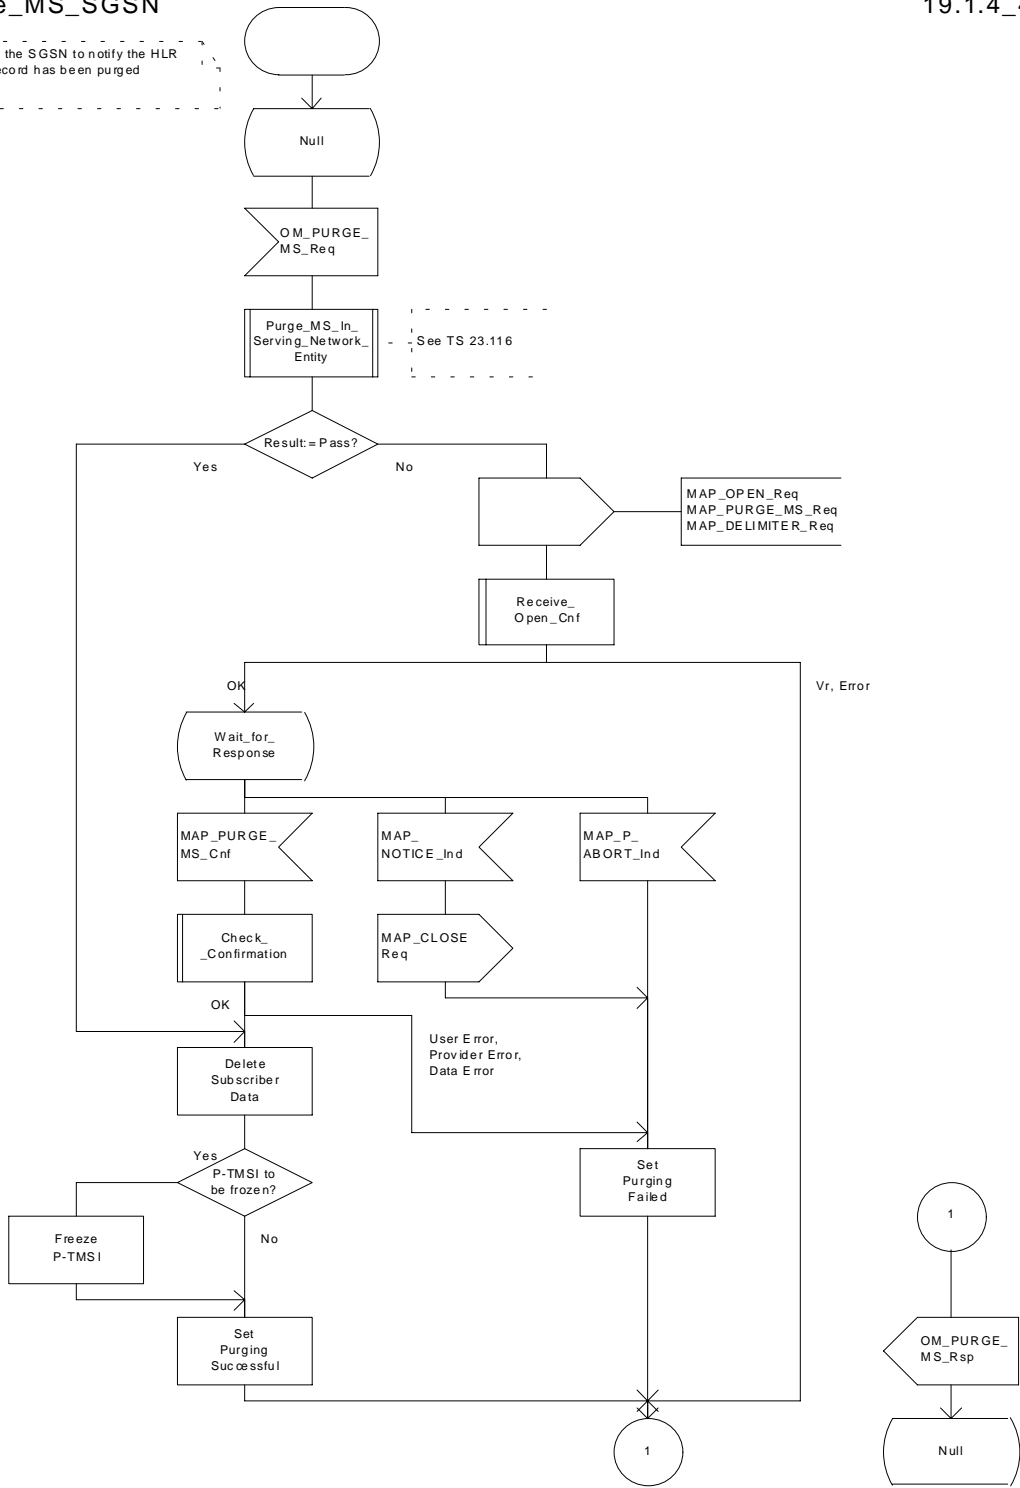 e_MS_SGSN
19.1.4_4
the SGSN to notify the HLR
ecord has been purged
Null
OM_PURGE_
MS_Req
Purge_MS_In_
Serving_Network_
Entity
See TS 23.116
Result:=Pass?
Yes
No
MAP_OPEN_Req
MAP_PURGE_MS_Req
MAP_DELIMITER_Req
Receive_
Open_Cnf
OK
Vr, Error
Wait_for_
Response
MAP_PURGE_
MS_Cnf
MAP_
NOTICE_Ind
MAP_P_
ABORT_Ind
Check_
_Confirmation
MAP_CLOSE
Req
OK
User Error,
Provider Error,
Data Error
Delete
Subscriber
Data
Yes
P-TMSI to
be frozen?
No
Set
Purging
Failed
Freeze
P-TMSI
Set
Purging
Successful
1
1
OM_PURGE_
MS_Rsp
Null